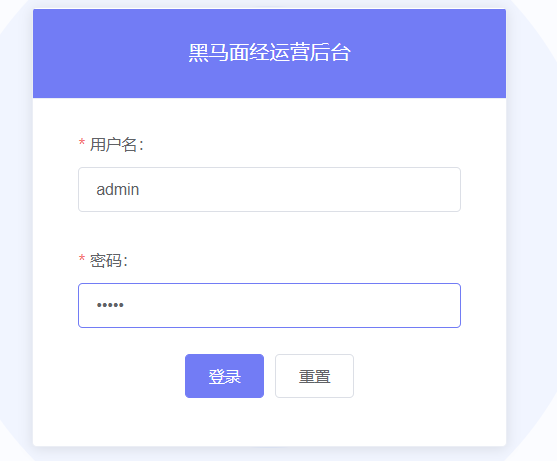 黑马面经运营后台
* 用户名：
admin
* 密码：
•••••
登录 重置